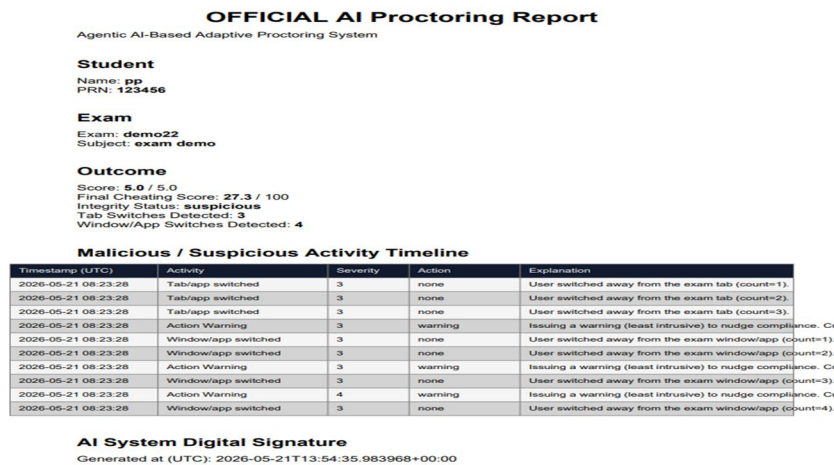 OFFICIAL AI Proctoring Report
Agentic AI-Based Adaptive Proctoring System
Student
Name: pp
PRN: 123456
Exam
Exam: demo22
Subject: exam demo
Outcome
Score: 5.0 / 5.0
Final Cheating Score: 27.3 / 100
Integrity Status: suspicious
Tab Switches Detected: 3
Window/App Switches Detected: 4
Malicious / Suspicious Activity Timeline
Timestamp (UTC) Activity Severity Action Explanation
2026-05-21 08:23:28 Tab/app switched 3 none User switched away from the exam tab (count=1).
2026-05-21 08:23:28 Tab/app switched 3 none User switched away from the exam tab (count=2).
2026-05-21 08:23:28 Tab/app switched 3 none User switched away from the exam tab (count=3).
2026-05-21 08:23:28 Action Warning 3 warning Issuing a warning (least intrusive) to nudge compliance.
2026-05-21 08:23:28 Window/app switched 3 none User switched away from the exam window/app (count=1)
2026-05-21 08:23:28 Window/app switched 3 none User switched away from the exam window/app (count=2)
2026-05-21 08:23:28 Action Warning 3 warning Issuing a warning (least intrusive) to nudge compliance.
2026-05-21 08:23:28 Window/app switched 3 none User switched away from the exam window/app (count=3)
2026-05-21 08:23:28 Action Warning 4 warning Issuing a warning (least intrusive) to nudge compliance.
2026-05-21 08:23:28 Window/app switched 3 none User switched away from the exam window/app (count=4)
AI System Digital Signature
Generated at (UTC): 2026-05-21T13:54:35.983968+00:00